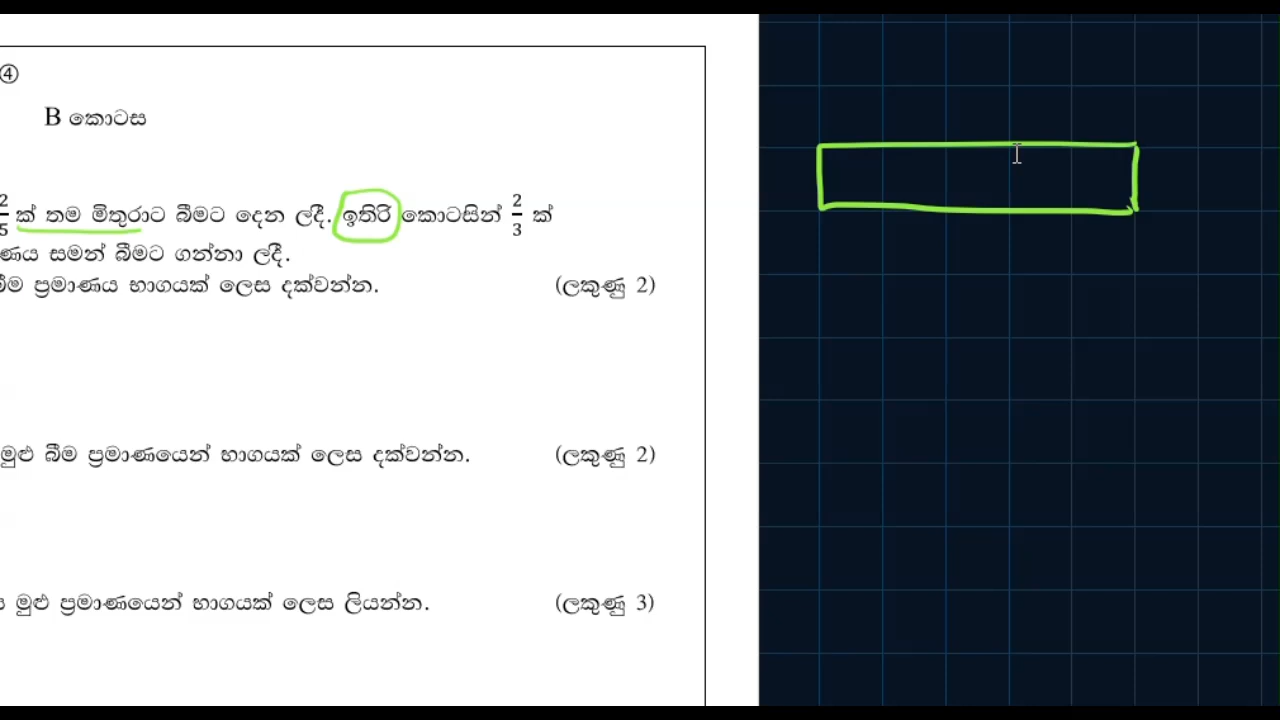 ④
B කොටස
2/5 ක් තම මිතුරාට බීමට දෙන ලදී. ඉතිරි කොටසින් 2/3 ක්
ණය සමන් බීමට ගන්නා ලදී.
බීම ප්‍රමාණය භාගයක් ලෙස දක්වන්න. (ලකුණු 2)
මුළු බීම ප්‍රමාණයෙන් භාගයක් ලෙස දක්වන්න. (ලකුණු 2)
මුළු ප්‍රමාණයෙන් භාගයක් ලෙස ලියන්න. (ලකුණු 3)